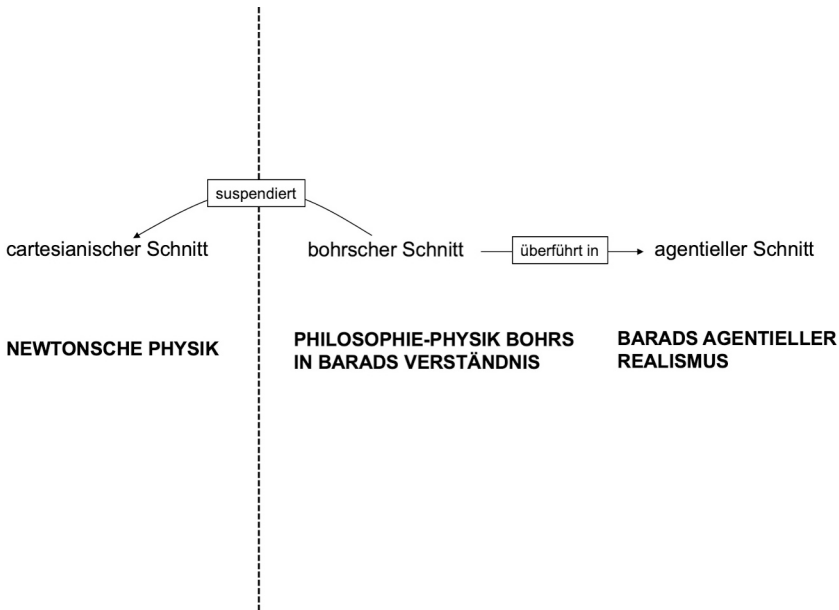 suspendiert
cartesianischer Schnitt
bohrscher Schnitt
überführt in
agentieller Schnitt
NEWTONSCHE PHYSIK
PHILOSOPHIE-PHYSIK BOHRS
IN BARADS VERSTÄNDNIS
BARADS AGENTIELLER
REALISMUS